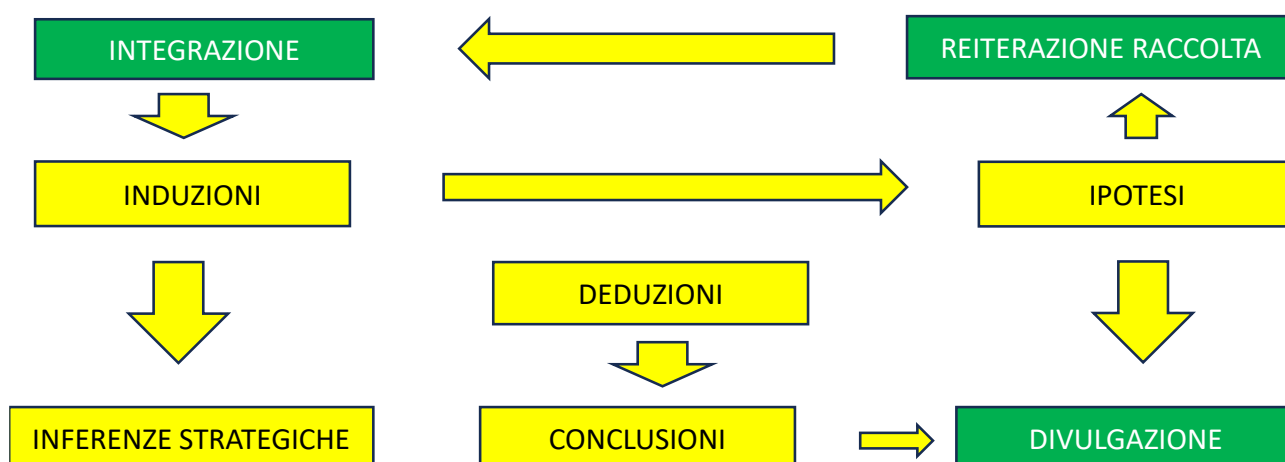 INTEGRAZIONE
REITERAZIONE RACCOLTA
INDUZIONI
IPOTESI
DEDUZIONI
INFERENZE STRATEGICHE
CONCLUSIONI
DIVULGAZIONE